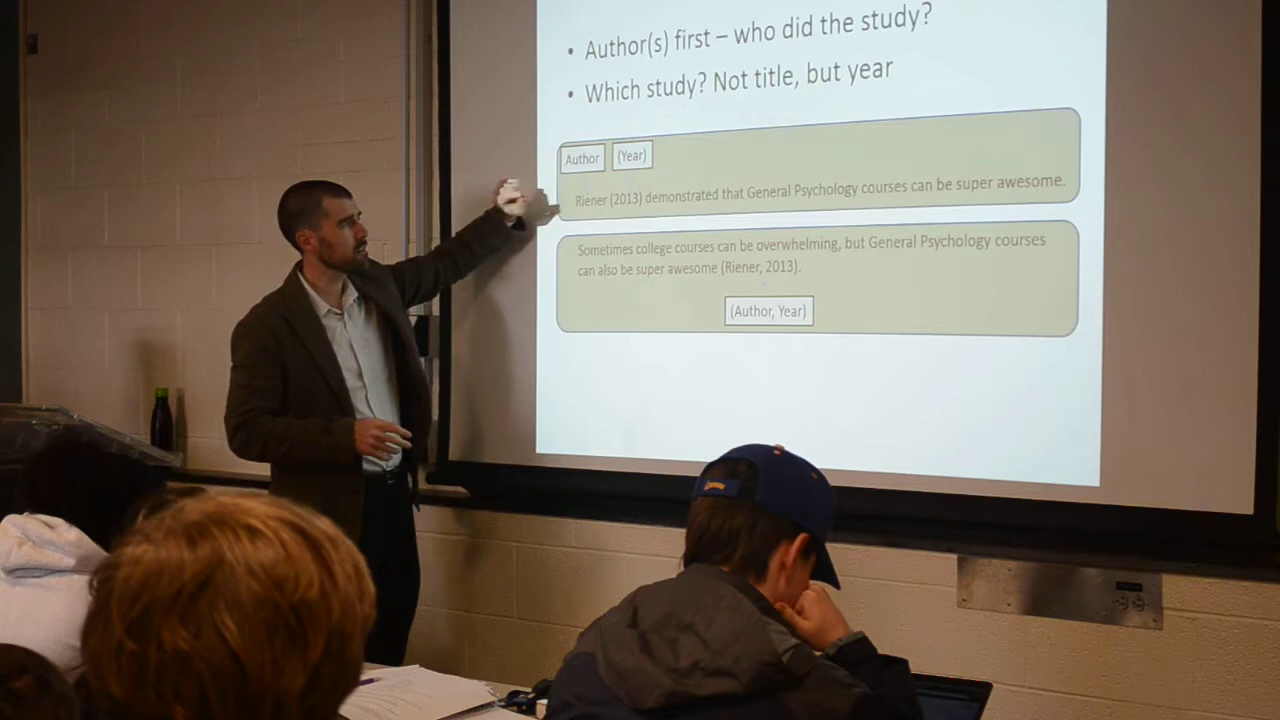 • Author(s) first – who did the study?
• Which study? Not title, but year
Author (Year)
Riener (2013) demonstrated that General Psychology courses can be super awesome.
Sometimes college courses can be overwhelming, but General Psychology courses
can also be super awesome (Riener, 2013).
(Author, Year)